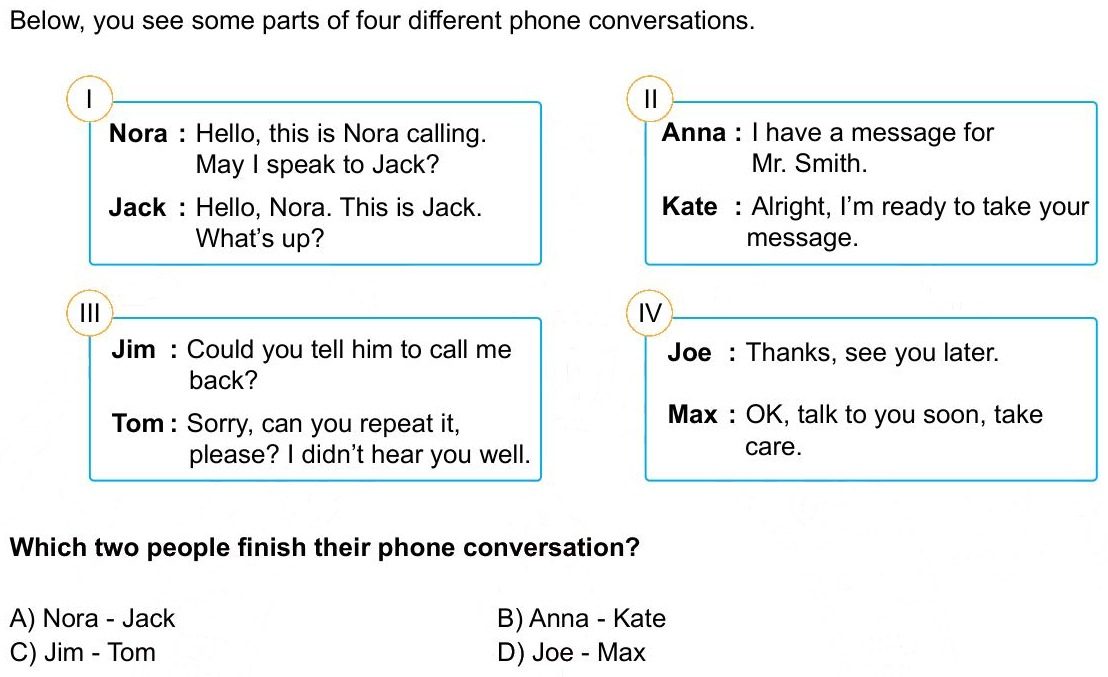 Below, you see some parts of four different phone conversations.
I
Nora : Hello, this is Nora calling.
May I speak to Jack?
Jack : Hello, Nora. This is Jack.
What's up?
II
Anna : I have a message for
Mr. Smith.
Kate : Alright, I'm ready to take your
message.
III
Jim : Could you tell him to call me
back?
Tom : Sorry, can you repeat it,
please? I didn't hear you well.
IV
Joe : Thanks, see you later.
Max : OK, talk to you soon, take
care.
Which two people finish their phone conversation?
A) Nora - Jack
B) Anna - Kate
C) Jim - Tom
D) Joe - Max